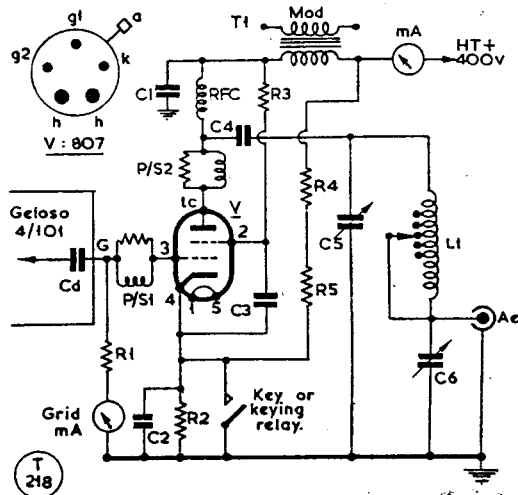 g1
a
g2
k
h
h
V : 807
T1
Mod
mA
HT+
400v
C1
RFC
R3
C4
P/S2
tc
V
2
R4
C5
L1
Geloso
4/101
G
3
Cd
P/S1
4
1
5
C3
R5
Ae
R1
C6
Grid
mA
C2
R2
Key or
keying
relay.
T
218